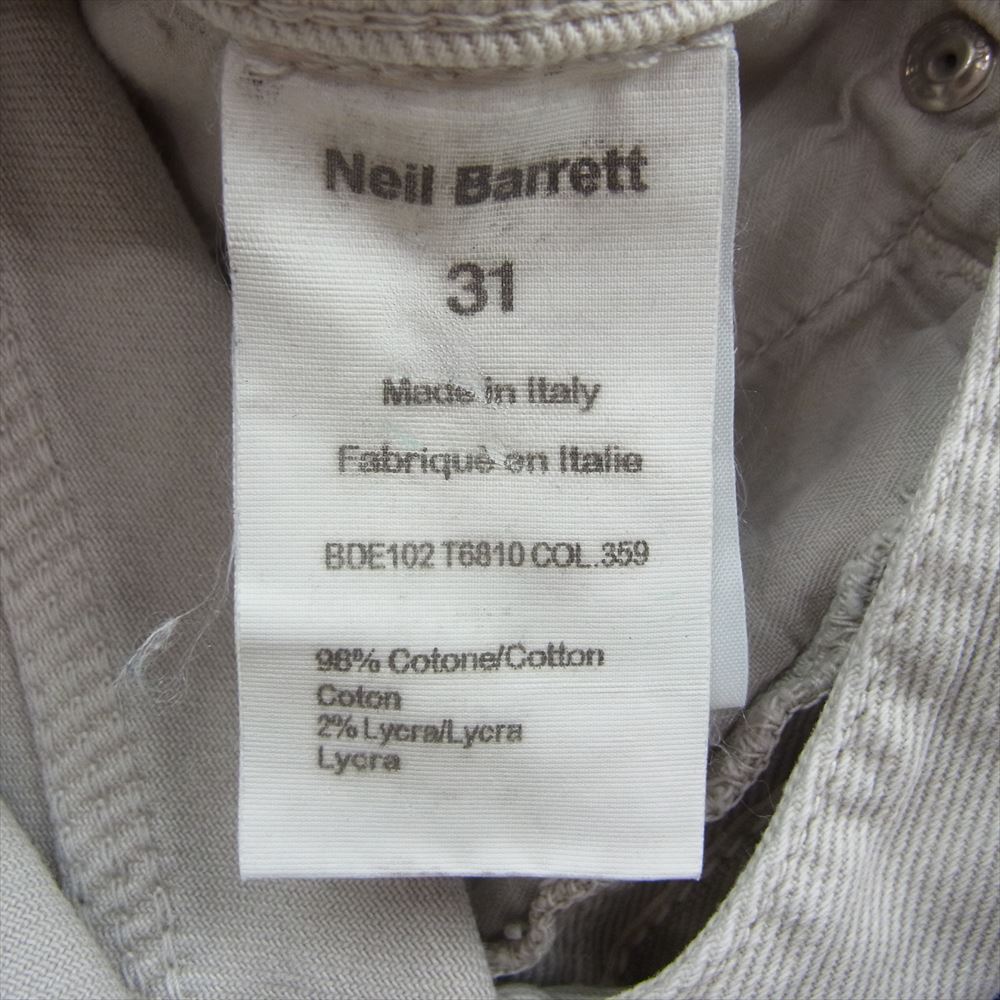 Neil Barrett
31
Made in Italy
Fabriquè en Italie
BDE102 T6810 COL.359
98% Cotone/Cotton
Coton
2% Lycra/Lycra
Lycra